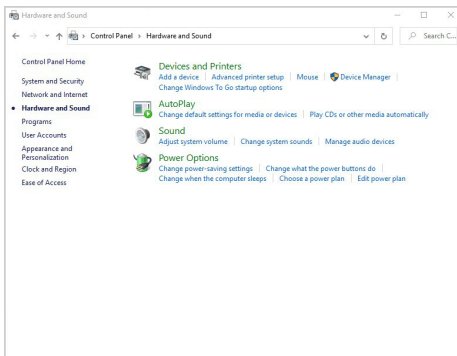 Hardware and Sound
Control Panel › Hardware and Sound
Search C...
Control Panel Home
System and Security
Network and Internet
Hardware and Sound
Programs
User Accounts
Appearance and
Personalization
Clock and Region
Ease of Access
Devices and Printers
Add a device | Advanced printer setup | Mouse | Device Manager |
Change Windows To Go startup options
AutoPlay
Change default settings for media or devices | Play CDs or other media automatically
Sound
Adjust system volume | Change system sounds | Manage audio devices
Power Options
Change power-saving settings | Change what the power buttons do |
Change when the computer sleeps | Choose a power plan | Edit power plan